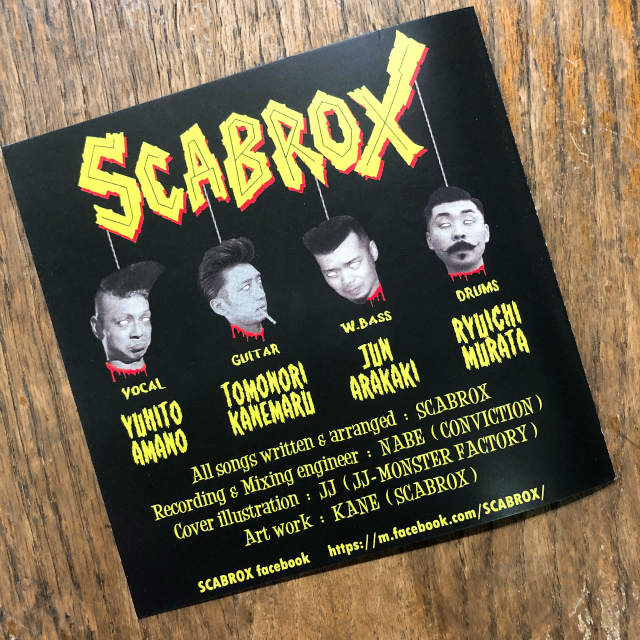 SCABROX
VOCAL
YUHITO
AMANO
GUITAR
TOMONORI
KANEMARU
W.BASS
JUN
ARAKAKI
DRUMS
RYUICHI
MURATA
All songs written & arranged : SCABROX
Recording & Mixing engineer : NABE (CONVICTION)
Cover illustration : JJ (JJ-MONSTER FACTORY)
Art work : KANE (SCABROX)
SCABROX facebook https://m.facebook.com/SCABROX/